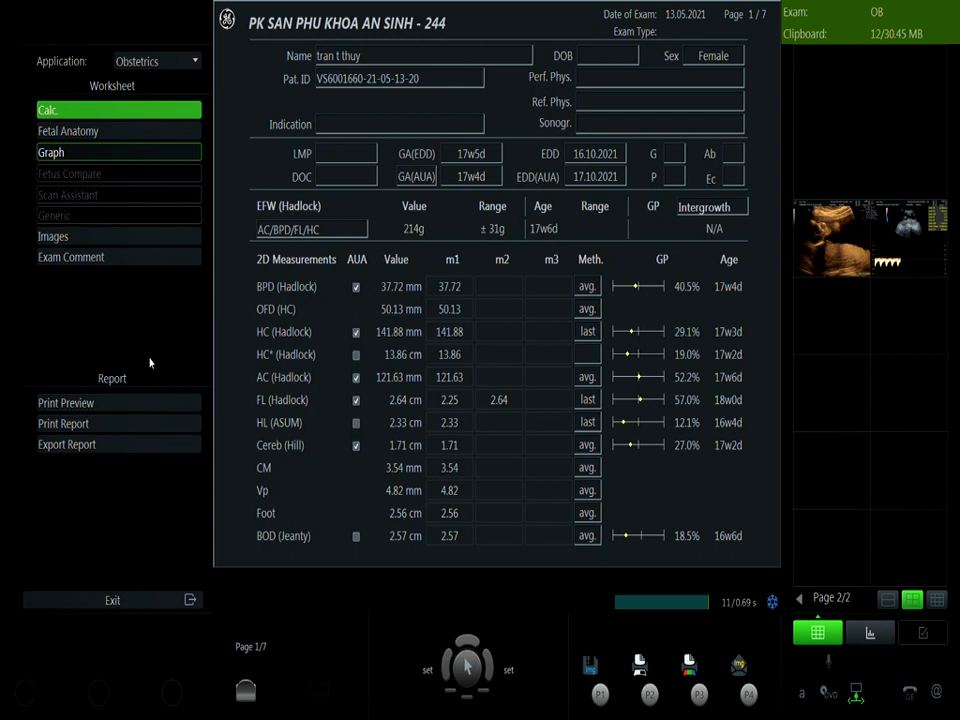 PK SAN PHU KHOA AN SINH - 244
Date of Exam: 13.05.2021 Page 1 / 7
Exam Type:
Exam: OB
Clipboard: 12/30.45 MB
Application: Obstetrics
Worksheet
Calc.
Fetal Anatomy
Graph
Fetus Compare
Scan Assistant
Generic
Images
Exam Comment
Report
Print Preview
Print Report
Export Report
Exit
Name tran t thuy DOB Sex Female
Pat. ID VS6001660-21-05-13-20 Perf. Phys.
Ref. Phys.
Indication Sonogr.
LMP GA(EDD) 17w5d EDD 16.10.2021 G Ab
DOC GA(AUA) 17w4d EDD(AUA) 17.10.2021 P Ec
EFW (Hadlock) Value Range Age Range GP Intergrowth
AC/BPD/FL/HC 214g ± 31g 17w6d N/A
2D Measurements AUA Value m1 m2 m3 Meth. GP Age
BPD (Hadlock) 37.72 mm 37.72 avg. 40.5% 17w4d
OFD (HC) 50.13 mm 50.13 avg.
HC (Hadlock) 141.88 mm 141.88 last 29.1% 17w3d
HC* (Hadlock) 13.86 cm 13.86 19.0% 17w2d
AC (Hadlock) 121.63 mm 121.63 avg. 52.2% 17w6d
FL (Hadlock) 2.64 cm 2.25 2.64 last 57.0% 18w0d
HL (ASUM) 2.33 cm 2.33 last 12.1% 16w4d
Cereb (Hill) 1.71 cm 1.71 avg. 27.0% 17w2d
CM 3.54 mm 3.54 avg.
Vp 4.82 mm 4.82 avg.
Foot 2.56 cm 2.56 avg.
BOD (Jeanty) 2.57 cm 2.57 avg. 18.5% 16w6d
11/0.69 s
Page 2/2
Page 1/7
set set
P1 P2 P3 P4
a DVD @